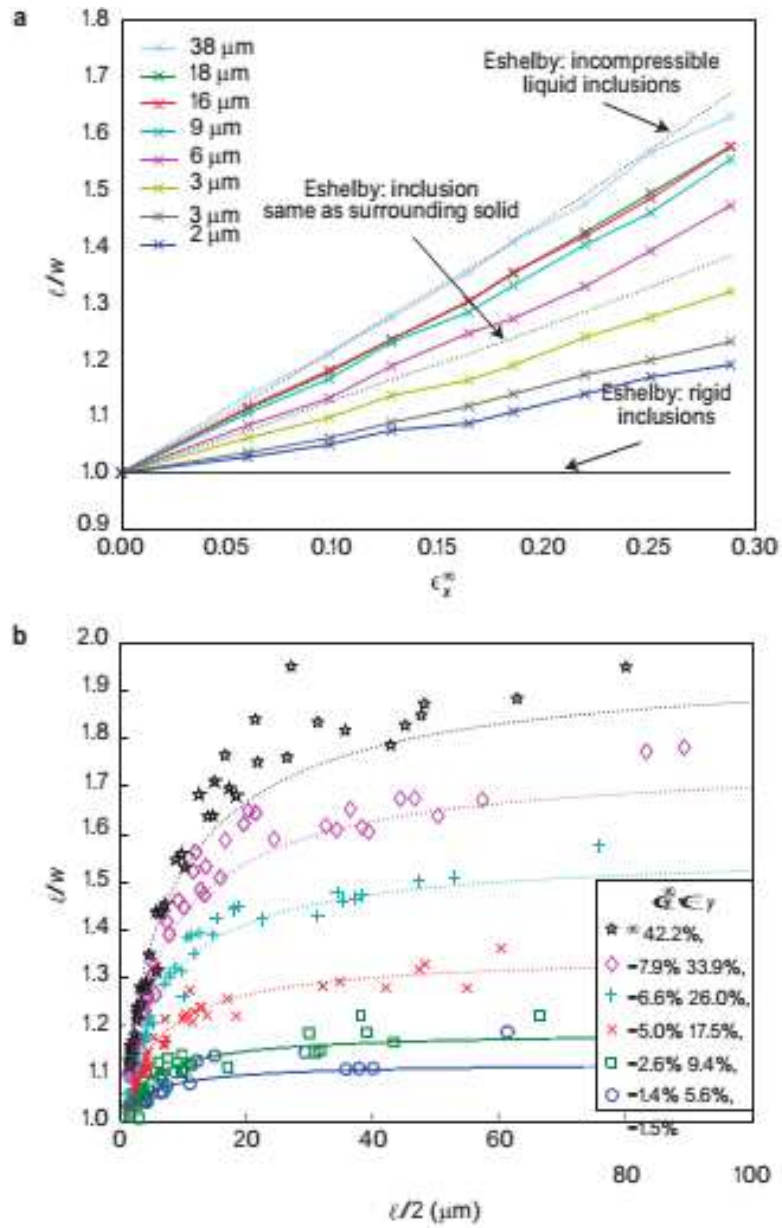 a
1.8
1.7
1.6
1.5
1.4
1.3
1.2
1.1
1.0
0.9
ℓ/w
38 μm
18 μm
16 μm
9 μm
6 μm
3 μm
3 μm
2 μm
Eshelby: incompressible
liquid inclusions
Eshelby: inclusion
same as surrounding solid
Eshelby: rigid
inclusions
0.00 0.05 0.10 0.15 0.20 0.25 0.30
ϵ∞x
b
2.0
1.9
1.8
1.7
1.6
1.5
1.4
1.3
1.2
1.1
1.0
ℓ/w
∞ 42.2%,
–7.9% 33.9%,
–6.6% 26.0%,
–5.0% 17.5%,
–2.6% 9.4%,
–1.4% 5.6%,
–1.5%
0 20 40 60 80 100
ℓ/2 (μm)